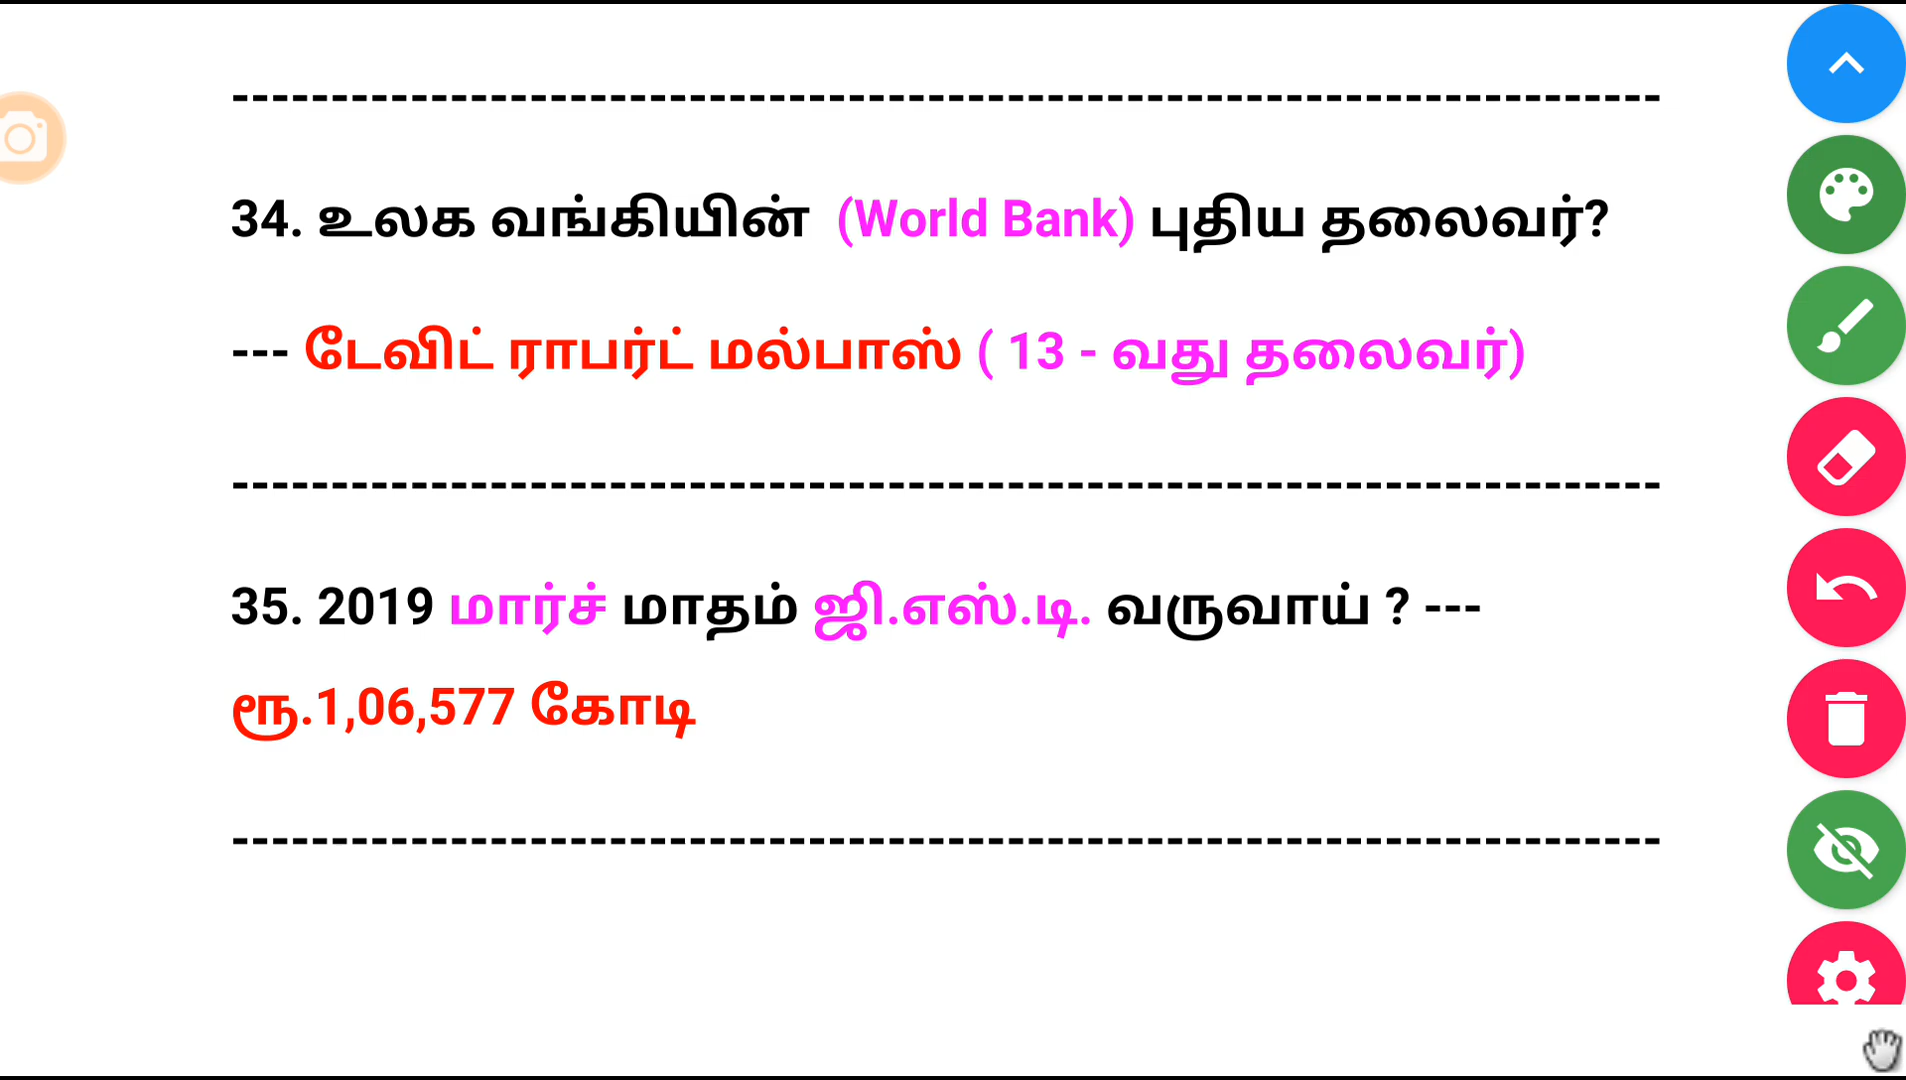 --------------------------------------------------------------------------------
34. உலக வங்கியின் (World Bank) புதிய தலைவர்?
--- டேவிட் ராபர்ட் மல்பாஸ் ( 13 - வது தலைவர்)
--------------------------------------------------------------------------------
35. 2019 மார்ச் மாதம் ஜி.எஸ்.டி. வருவாய் ? ---
ரூ.1,06,577 கோடி
--------------------------------------------------------------------------------